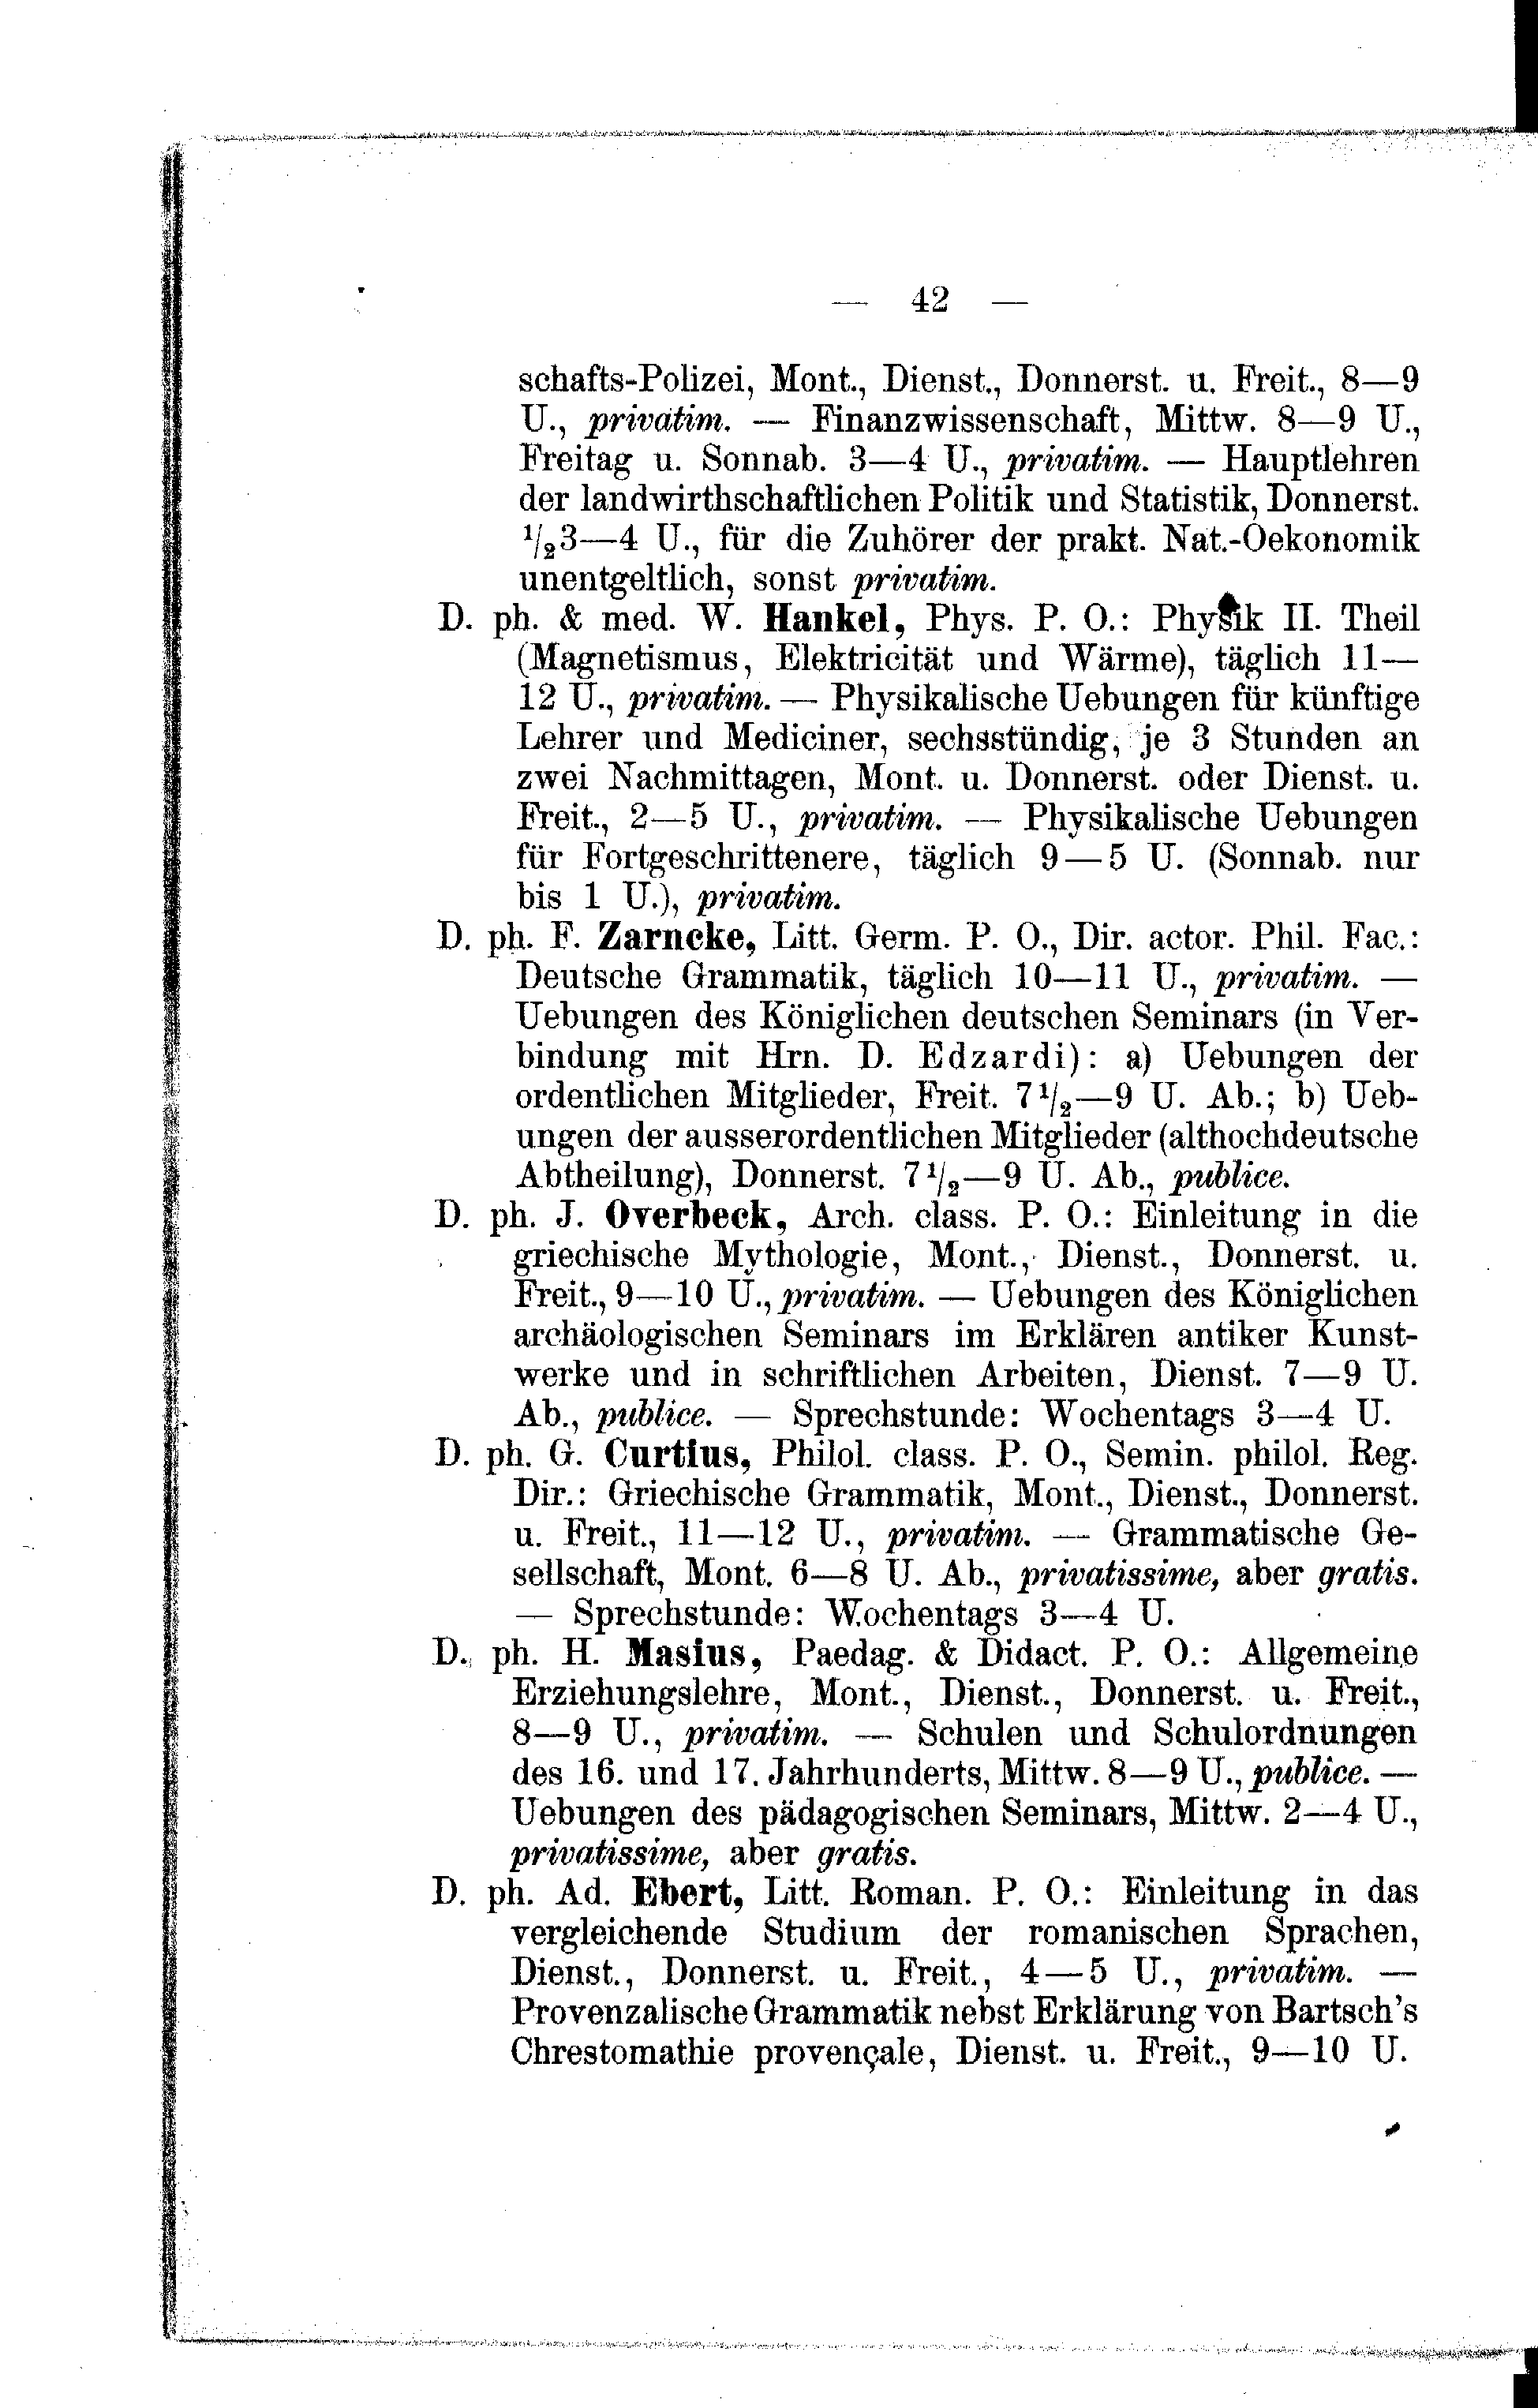 — 42 —
schafts-Polizei, Mont., Dienst., Donnerst. u. Freit., 8—9
U., privatim. — Finanzwissenschaft, Mittw. 8—9 U.,
Freitag u. Sonnab. 3—4 U., privatim. — Hauptlehren
der landwirthschaftlichen Politik und Statistik, Donnerst.
1/23—4 U., für die Zuhörer der prakt. Nat.-Oekonomik
unentgeltlich, sonst privatim.
D. ph. & med. W. Hankel, Phys. P. O.: Physik II. Theil
(Magnetismus, Elektricität und Wärme), täglich 11—
12 U., privatim. — Physikalische Uebungen für künftige
Lehrer und Mediciner, sechsstündig, je 3 Stunden an
zwei Nachmittagen, Mont. u. Donnerst. oder Dienst. u.
Freit., 2—5 U., privatim. — Physikalische Uebungen
für Fortgeschrittenere, täglich 9—5 U. (Sonnab. nur
bis 1 U.), privatim.
D. ph. F. Zarncke, Litt. Germ. P. O., Dir. actor. Phil. Fac.:
Deutsche Grammatik, täglich 10—11 U., privatim. —
Uebungen des Königlichen deutschen Seminars (in Ver-
bindung mit Hrn. D. Edzardi): a) Uebungen der
ordentlichen Mitglieder, Freit. 7 1/2—9 U. Ab.; b) Ueb-
ungen der ausserordentlichen Mitglieder (althochdeutsche
Abtheilung), Donnerst. 7 1/2—9 U. Ab., publice.
D. ph. J. Overbeck, Arch. class. P. O.: Einleitung in die
griechische Mythologie, Mont., Dienst., Donnerst. u.
Freit., 9—10 U., privatim. — Uebungen des Königlichen
archäologischen Seminars im Erklären antiker Kunst-
werke und in schriftlichen Arbeiten, Dienst. 7—9 U.
Ab., publice. — Sprechstunde: Wochentags 3—4 U.
D. ph. G. Curtius, Philol. class. P. O., Semin. philol. Reg.
Dir.: Griechische Grammatik, Mont., Dienst., Donnerst.
u. Freit., 11—12 U., privatim. — Grammatische Ge-
sellschaft, Mont. 6—8 U. Ab., privatissime, aber gratis.
— Sprechstunde: Wochentags 3—4 U.
D. ph. H. Masius, Paedag. & Didact. P. O.: Allgemeine
Erziehungslehre, Mont., Dienst., Donnerst. u. Freit.,
8—9 U., privatim. — Schulen und Schulordnungen
des 16. und 17. Jahrhunderts, Mittw. 8—9 U., publice. —
Uebungen des pädagogischen Seminars, Mittw. 2—4 U.,
privatissime, aber gratis.
D. ph. Ad. Ebert, Litt. Roman. P. O.: Einleitung in das
vergleichende Studium der romanischen Sprachen,
Dienst., Donnerst. u. Freit., 4—5 U., privatim. —
Provenzalische Grammatik nebst Erklärung von Bartsch's
Chrestomathie provençale, Dienst. u. Freit., 9—10 U.